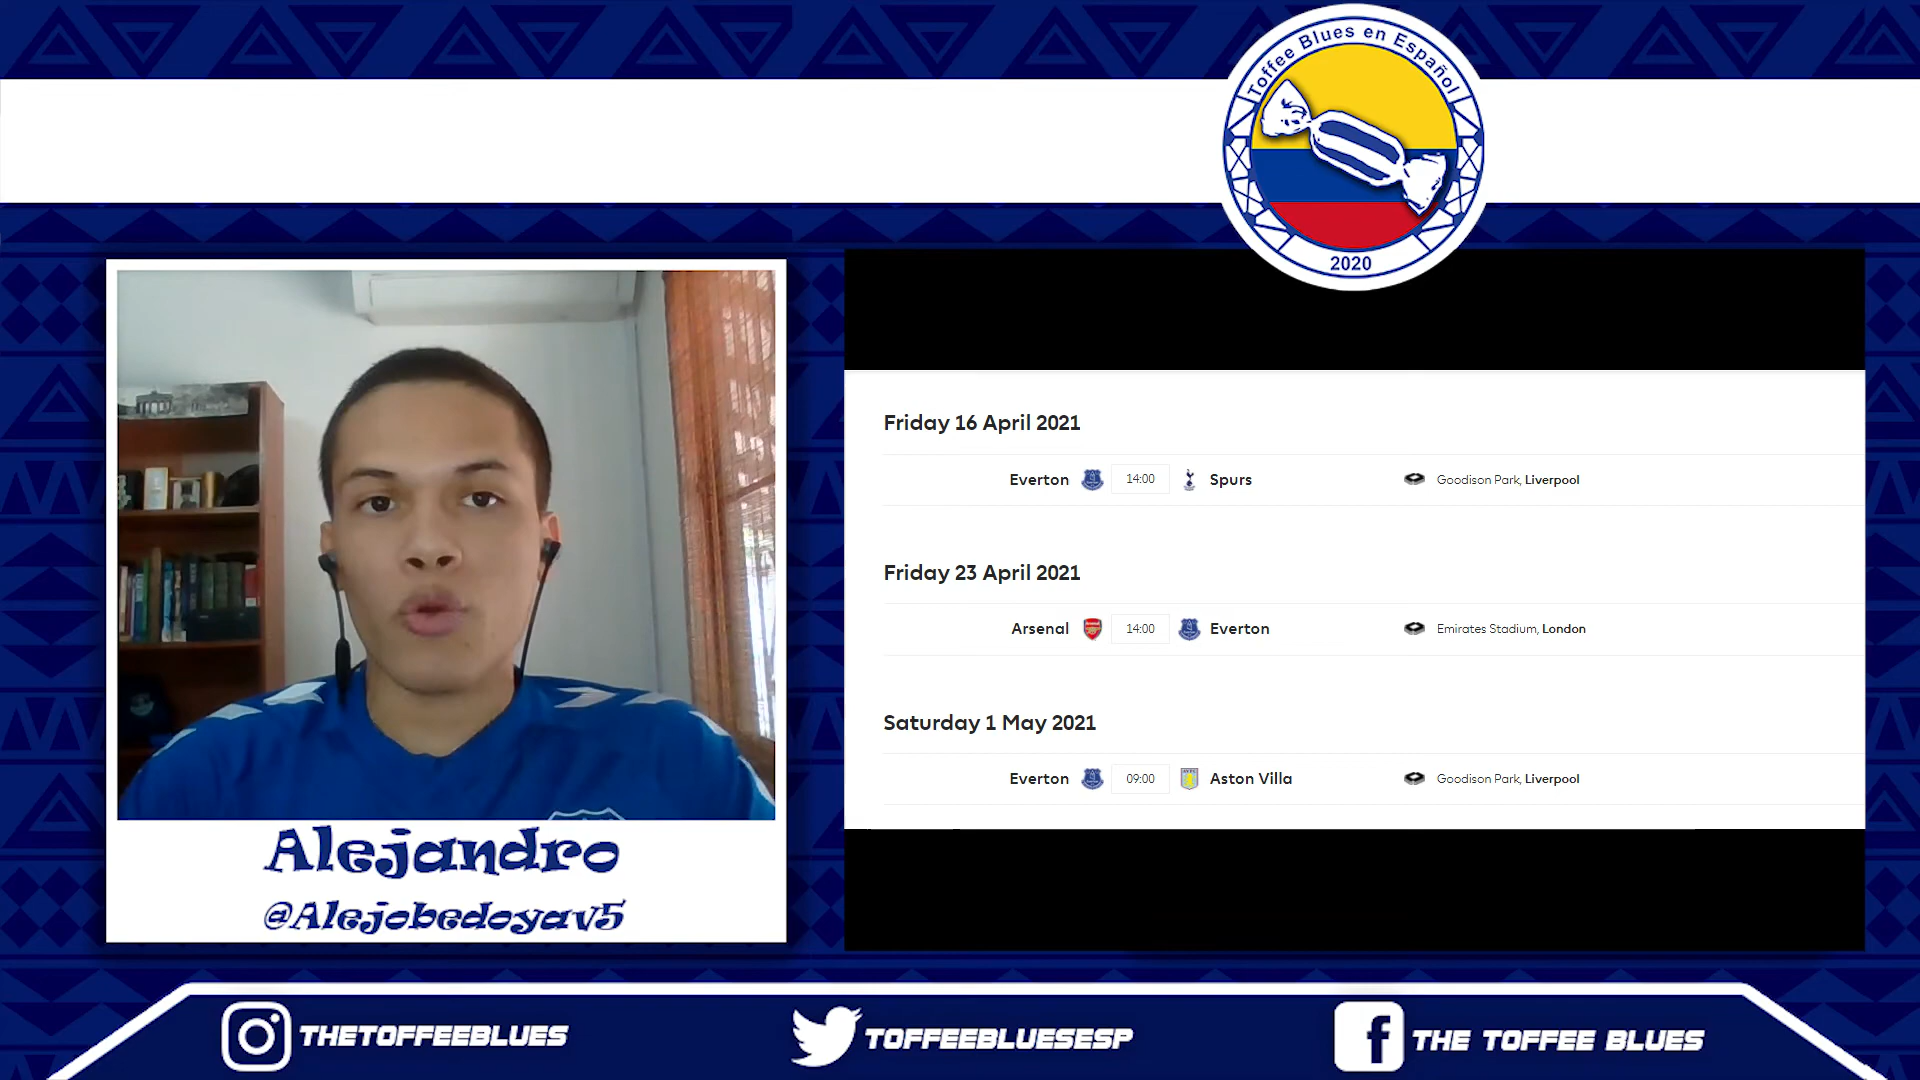 Toffee Blues en Español
2020
Friday 16 April 2021
Everton 14:00 Spurs Goodison Park, Liverpool
Friday 23 April 2021
Arsenal 14:00 Everton Emirates Stadium, London
Saturday 1 May 2021
Everton 09:00 Aston Villa Goodison Park, Liverpool
Alejandro
@Alejobedoyav5
THETOFFEEBLUES
TOFFEEBLUESESP
THE TOFFEE BLUES